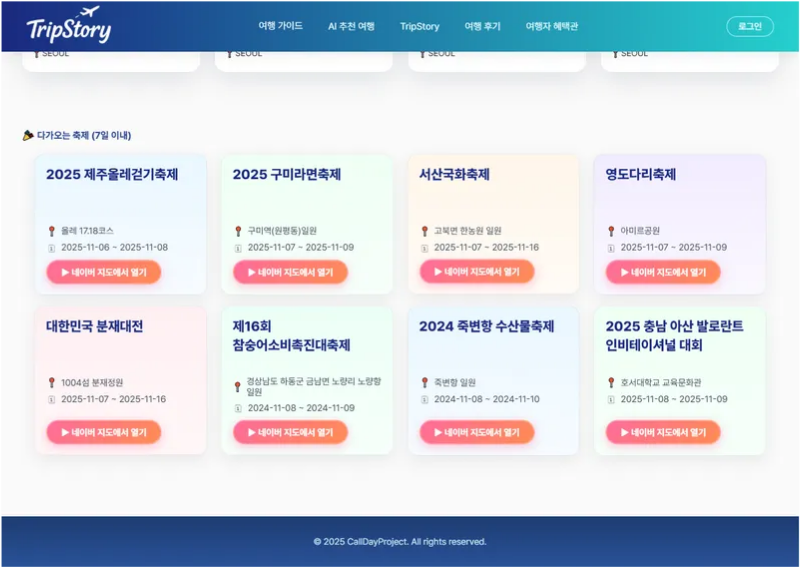 TripStory
여행 가이드
AI 추천 여행
TripStory
여행 후기
여행자 혜택관
로그인
SEOUL
SEOUL
SEOUL
SEOUL
다가오는 축제 (7일 이내)
2025 제주올레걷기축제
올레 17.18코스
2025-11-06 ~ 2025-11-08
▶ 네이버 지도에서 열기
2025 구미라면축제
구미역(원평동)일원
2025-11-07 ~ 2025-11-09
▶ 네이버 지도에서 열기
서산국화축제
고북면 한농원 일원
2025-11-07 ~ 2025-11-16
▶ 네이버 지도에서 열기
영도다리축제
아미르공원
2025-11-07 ~ 2025-11-09
▶ 네이버 지도에서 열기
대한민국 분재대전
1004섬 분재정원
2025-11-07 ~ 2025-11-16
▶ 네이버 지도에서 열기
제16회
참숭어소비촉진대축제
경상남도 하동군 금남면 노량리 노량항
일원
2024-11-08 ~ 2024-11-09
▶ 네이버 지도에서 열기
2024 죽변항 수산물축제
죽변항 일원
2024-11-08 ~ 2024-11-10
▶ 네이버 지도에서 열기
2025 충남 아산 발로란트
인비테이셔널 대회
호서대학교 교육문화관
2025-11-08 ~ 2025-11-09
▶ 네이버 지도에서 열기
© 2025 CallDayProject. All rights reserved.